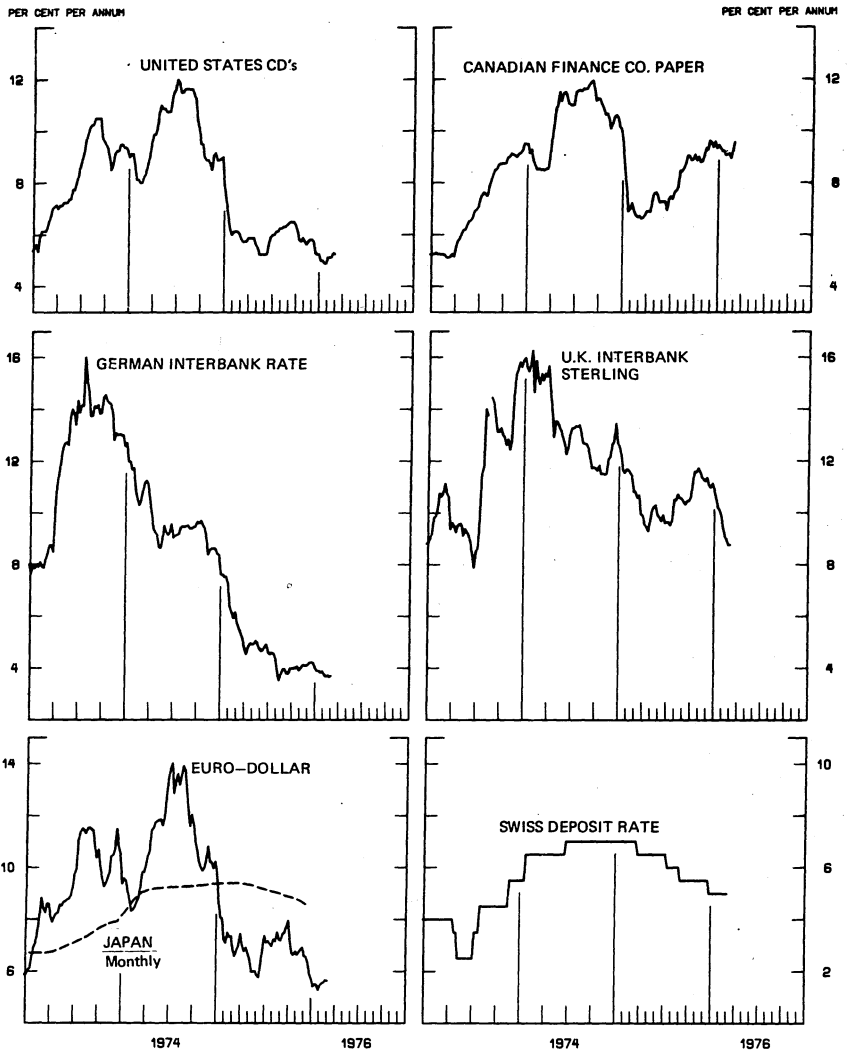 PER CENT PER ANNUM
PER CENT PER ANNUM
UNITED STATES CD's
12
8
4
CANADIAN FINANCE CO. PAPER
12
8
4
GERMAN INTERBANK RATE
16
12
8
4
U.K. INTERBANK
STERLING
16
12
8
4
EURO-DOLLAR
14
10
6
JAPAN
Monthly
1974
1976
SWISS DEPOSIT RATE
10
6
2
1974
1976